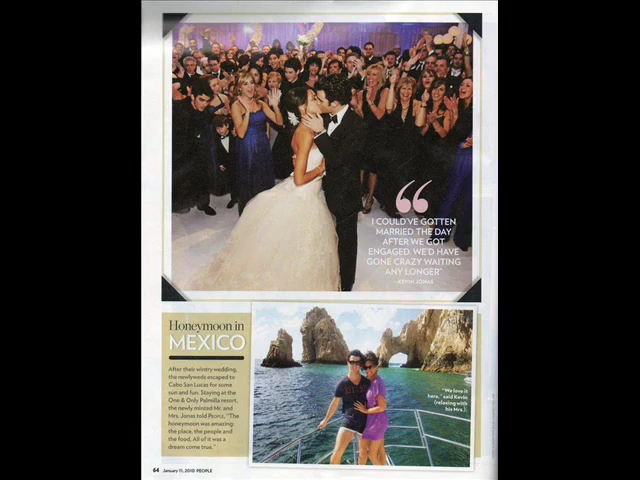 I COULD'VE GOTTEN
MARRIED THE DAY
AFTER WE GOT
ENGAGED. WE'D HAVE
GONE CRAZY WAITING
ANY LONGER"
–KEVIN JONAS
Honeymoon in
MEXICO
After their wintry wedding,
the newlyweds escaped to
Cabo San Lucas for some
sun and fun. Staying at the
One & Only Palmilla resort,
the newly minted Mr. and
Mrs. Jonas told PEOPLE, "The
honeymoon was amazing:
the place, the people and
the food. All of it was a
dream come true."
"We love it
here," said Kevin
(relaxing with
his Mrs.).
64 January 11, 2010 PEOPLE